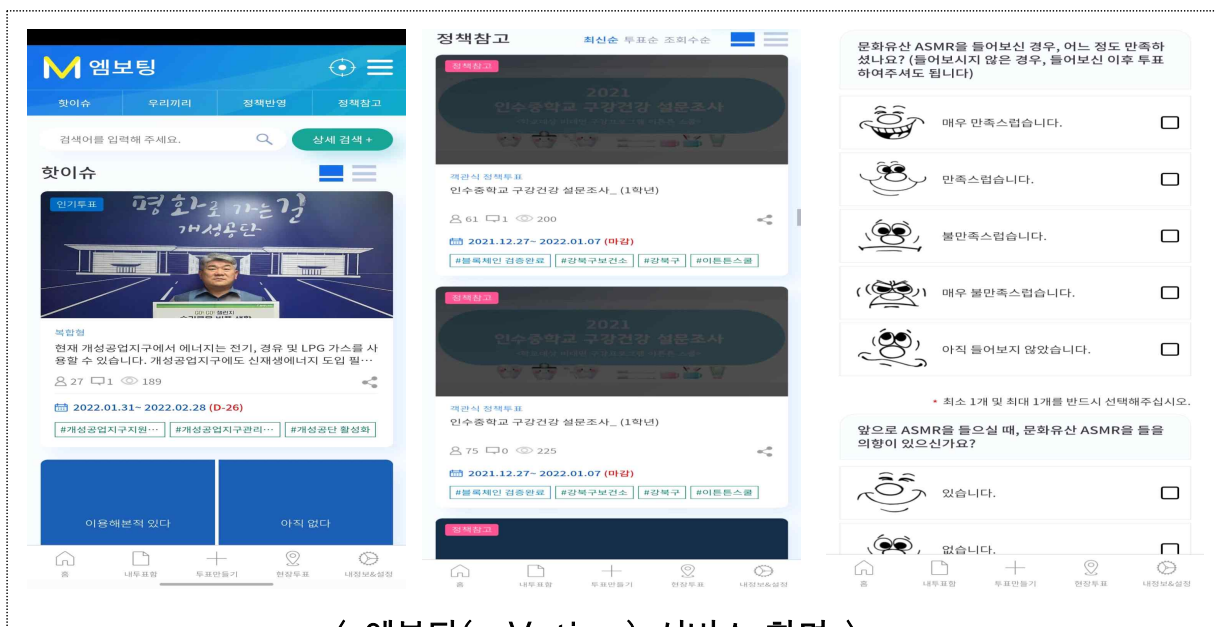 엠보팅
핫이슈 우리끼리 정책반영 정책참고
검색어를 입력해 주세요. 상세 검색 +
핫이슈
인기투표
평화로 가는 길
개성공단
복합형
현재 개성공업지구에서 에너지는 전기, 경유 및 LPG 가스를 사
용할 수 있습니다. 개성공업지구에도 신재생에너지 도입 필…
27 1 189
2022.01.31~ 2022.02.28 (D-26)
#개성공업지구지원… #개성공업지구관리… #개성공단 활성화
이용해본적 있다 아직 없다
홈 내투표함 투표만들기 현장투표 내정보&설정
정책참고 최신순 투표순 조회수순
정책참고
2021
인수중학교 구강건강 설문조사
객관식 정책투표
인수중학교 구강건강 설문조사_ (1학년)
61 1 200
2021.12.27~ 2022.01.07 (마감)
#블록체인 검증완료 #강북구보건소 #강북구 #이튼튼스쿨
정책참고
2021
인수중학교 구강건강 설문조사
객관식 정책투표
인수중학교 구강건강 설문조사_ (1학년)
75 0 225
2021.12.27~ 2022.01.07 (마감)
#블록체인 검증완료 #강북구보건소 #강북구 #이튼튼스쿨
정책참고
홈 내투표함 투표만들기 현장투표 내정보&설정
문화유산 ASMR을 들어보신 경우, 어느 정도 만족하
셨나요? (들어보시지 않은 경우, 들어보신 이후 투표
하여주셔도 됩니다)
매우 만족스럽습니다.
만족스럽습니다.
불만족스럽습니다.
매우 불만족스럽습니다.
아직 들어보지 않았습니다.
* 최소 1개 및 최대 1개를 반드시 선택해주십시오.
앞으로 ASMR을 들으실 때, 문화유산 ASMR을 들을
의향이 있으신가요?
있습니다.
없습니다.
홈 내투표함 투표만들기 현장투표 내정보&설정